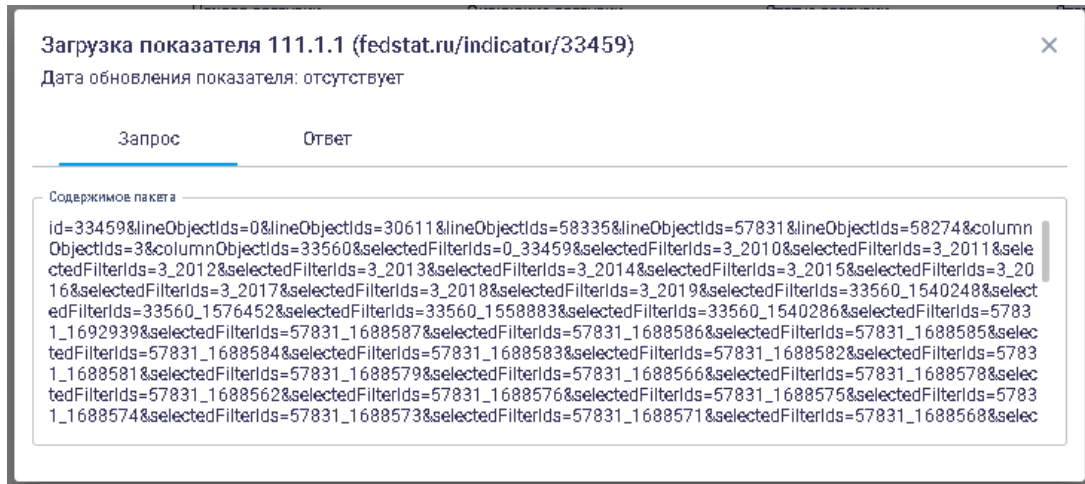 Загрузка показателя 111.1.1 (fedstat.ru/indicator/33459)
Дата обновления показателя: отсутствует
Запрос
Ответ
Содержимое пакета
id=33459&lineObjectIds=0&lineObjectIds=30611&lineObjectIds=58335&lineObjectIds=57831&lineObjectIds=58274&column
ObjectIds=3&columnObjectIds=33560&selectedFilterIds=0_33459&selectedFilterIds=3_2010&selectedFilterIds=3_2011&sele
ctedFilterIds=3_2012&selectedFilterIds=3_2013&selectedFilterIds=3_2014&selectedFilterIds=3_2015&selectedFilterIds=3_20
16&selectedFilterIds=3_2017&selectedFilterIds=3_2018&selectedFilterIds=3_2019&selectedFilterIds=33560_1540248&select
edFilterIds=33560_1576452&selectedFilterIds=33560_1558883&selectedFilterIds=33560_1540286&selectedFilterIds=5783
1_1692939&selectedFilterIds=57831_1688587&selectedFilterIds=57831_1688586&selectedFilterIds=57831_1688585&selec
tedFilterIds=57831_1688584&selectedFilterIds=57831_1688583&selectedFilterIds=57831_1688582&selectedFilterIds=5783
1_1688581&selectedFilterIds=57831_1688579&selectedFilterIds=57831_1688566&selectedFilterIds=57831_1688578&selec
tedFilterIds=57831_1688562&selectedFilterIds=57831_1688576&selectedFilterIds=57831_1688575&selectedFilterIds=5783
1_1688574&selectedFilterIds=57831_1688573&selectedFilterIds=57831_1688571&selectedFilterIds=57831_1688568&selec